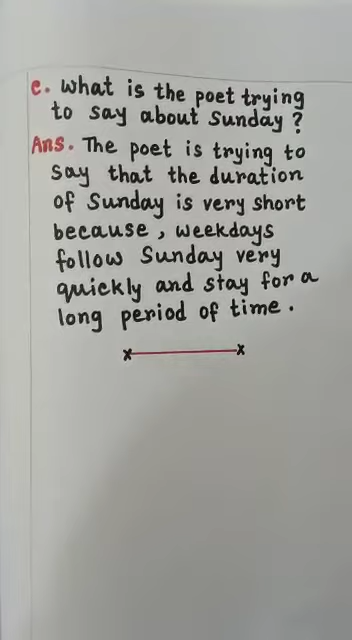 c. What is the poet trying
to say about Sunday ?
Ans. The poet is trying to
say that the duration
of Sunday is very short
because , weekdays
follow Sunday very
quickly and stay for a
long period of time .
x x